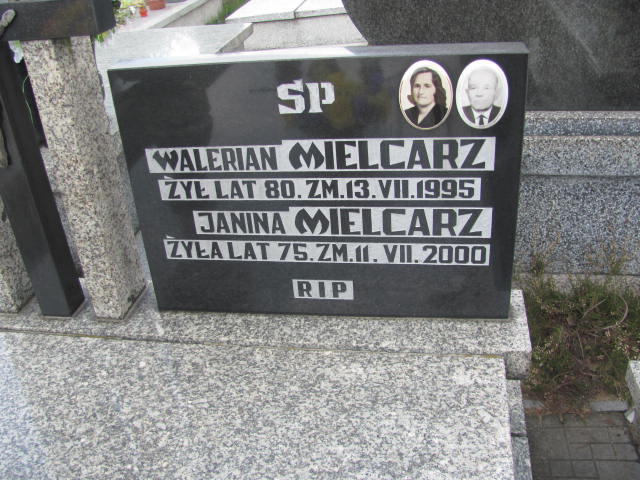 ŚP
WALERIAN MIELCARZ
ŻYŁ LAT 80. ZM. 13. VII. 1995
JANINA MIELCARZ
ŻYŁA LAT 75. ZM. 11. VII. 2000
RIP